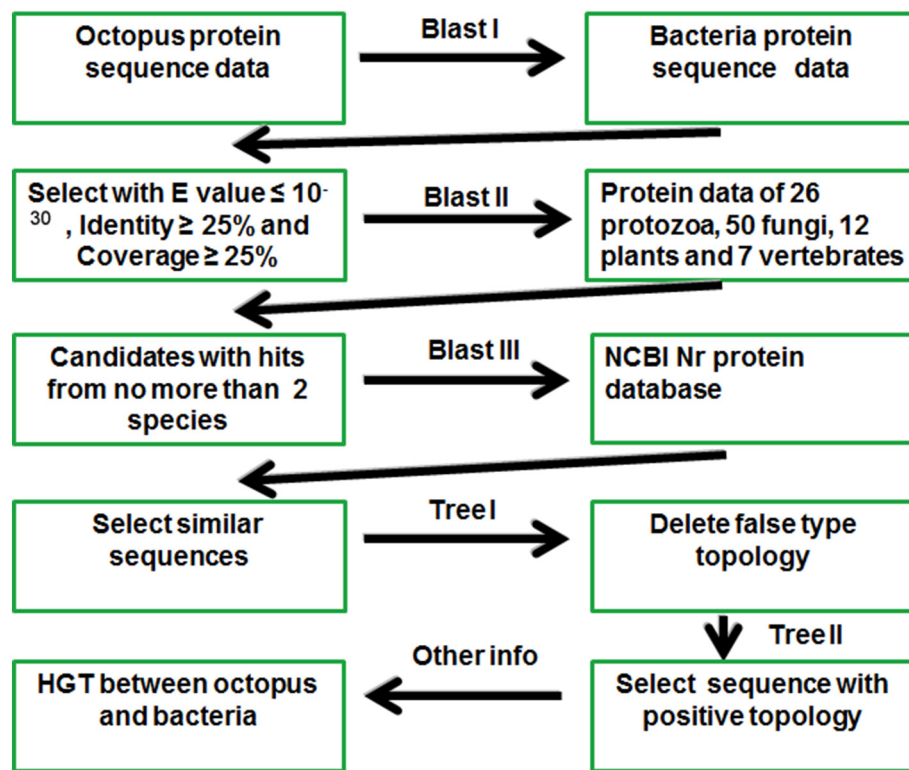 Octopus protein
sequence data
Blast I
Bacteria protein
sequence data
Select with E value ≤ 10-
30 , Identity ≥ 25% and
Coverage ≥ 25%
Blast II
Protein data of 26
protozoa, 50 fungi, 12
plants and 7 vertebrates
Candidates with hits
from no more than 2
species
Blast III
NCBI Nr protein
database
Select similar
sequences
Tree I
Delete false type
topology
Tree II
Select sequence with
positive topology
Other info
HGT between octopus
and bacteria